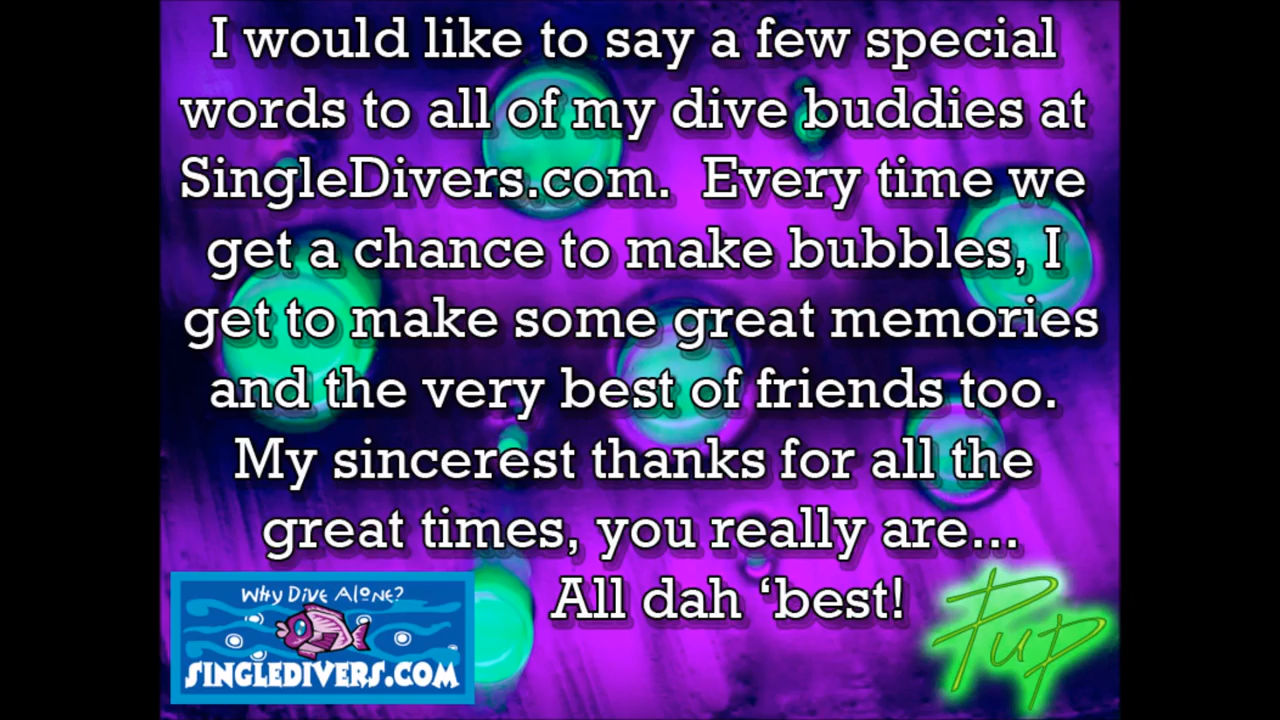 I would like to say a few special
words to all of my dive buddies at
SingleDivers.com.  Every time we
get a chance to make bubbles, I
get to make some great memories
and the very best of friends too.
My sincerest thanks for all the
great times, you really are...
All dah ‘best!
Why Dive Alone?
SINGLEDIVERS.COM
Pup